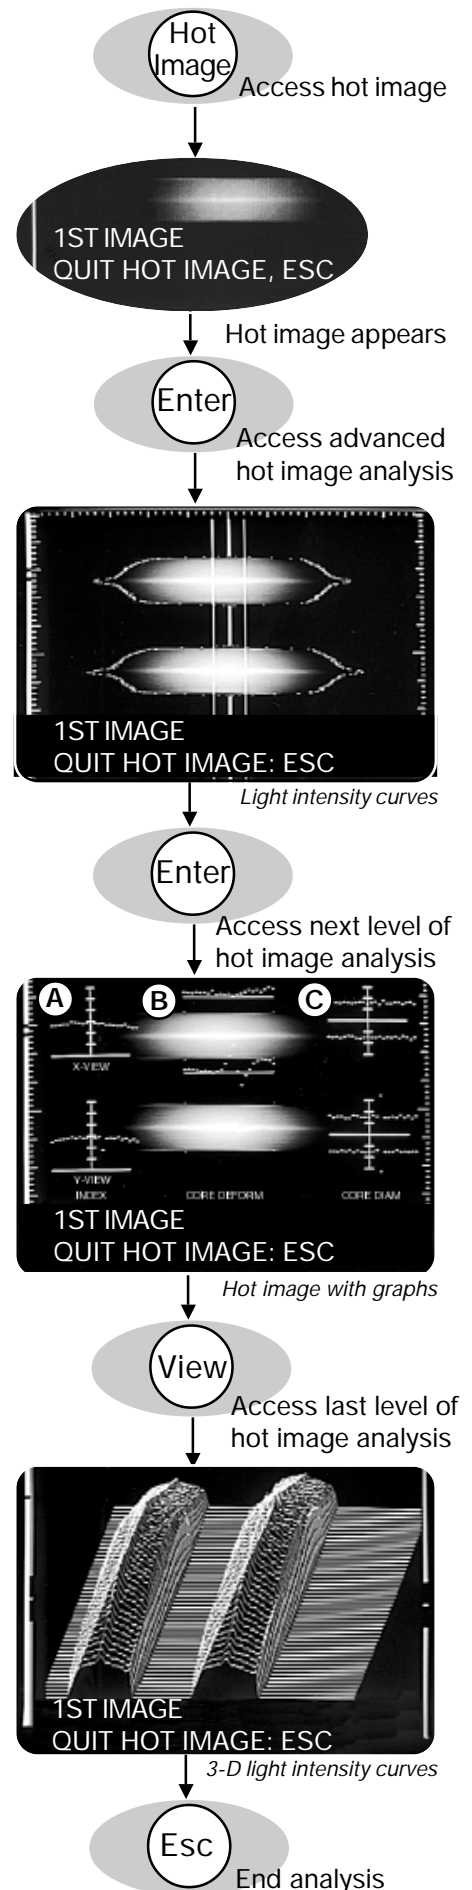 Hot
Image
Access hot image
1ST IMAGE
QUIT HOT IMAGE, ESC
Hot image appears
Enter
Access advanced
hot image analysis
1ST IMAGE
QUIT HOT IMAGE: ESC
Light intensity curves
Enter
Access next level of
hot image analysis
A B C
X-VIEW
Y-VIEW
INDEX CORE DEFORM CORE DIAM
1ST IMAGE
QUIT HOT IMAGE: ESC
Hot image with graphs
View
Access last level of
hot image analysis
1ST IMAGE
QUIT HOT IMAGE: ESC
3-D light intensity curves
Esc
End analysis